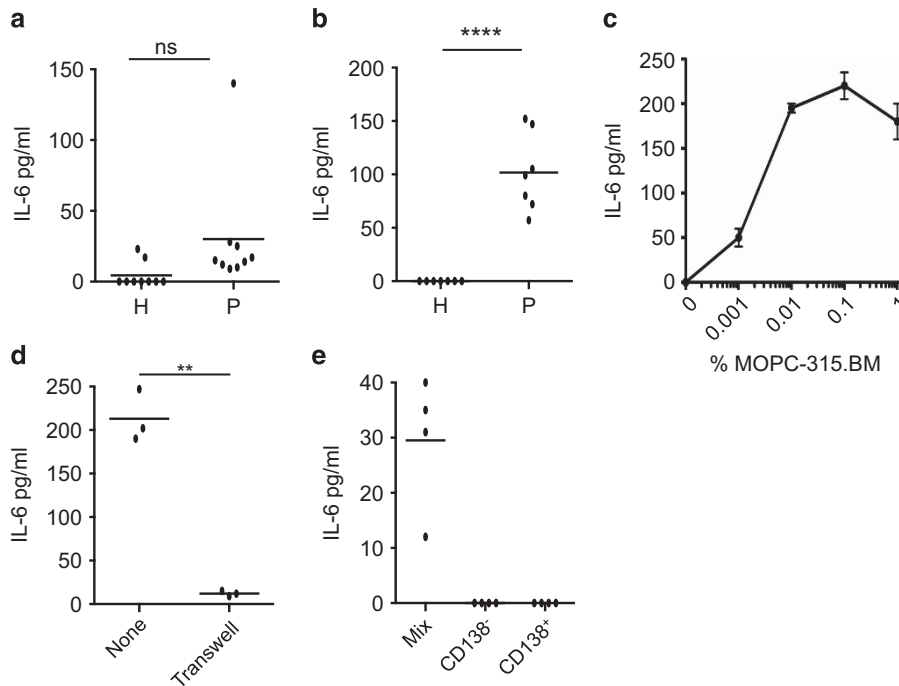 a
ns
IL-6 pg/ml
150
100
50
0
H
P
b
****
IL-6 pg/ml
200
150
100
50
0
H
P
c
IL-6 pg/ml
250
200
150
100
50
0
0
0.001
0.01
0.1
1
% MOPC-315.BM
d
**
IL-6 pg/ml
250
200
150
100
50
0
None
Transwell
e
IL-6 pg/ml
40
30
20
10
0
Mix
CD138-
CD138+